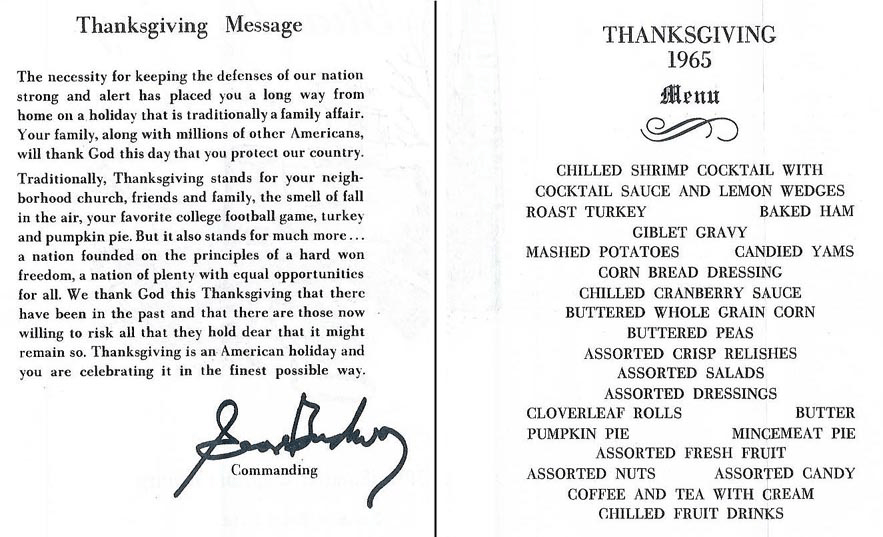 Thanksgiving Message
The necessity for keeping the defenses of our nation
strong and alert has placed you a long way from
home on a holiday that is traditionally a family affair.
Your family, along with millions of other Americans,
will thank God this day that you protect our country.
Traditionally, Thanksgiving stands for your neigh-
borhood church, friends and family, the smell of fall
in the air, your favorite college football game, turkey
and pumpkin pie. But it also stands for much more...
a nation founded on the principles of a hard won
freedom, a nation of plenty with equal opportunities
for all. We thank God this Thanksgiving that there
have been in the past and that there are those now
willing to risk all that they hold dear that it might
remain so. Thanksgiving is an American holiday and
you are celebrating it in the finest possible way.
Commanding
THANKSGIVING
1965
Menu
CHILLED SHRIMP COCKTAIL WITH
COCKTAIL SAUCE AND LEMON WEDGES
ROAST TURKEY BAKED HAM
GIBLET GRAVY
MASHED POTATOES CANDIED YAMS
CORN BREAD DRESSING
CHILLED CRANBERRY SAUCE
BUTTERED WHOLE GRAIN CORN
BUTTERED PEAS
ASSORTED CRISP RELISHES
ASSORTED SALADS
ASSORTED DRESSINGS
CLOVERLEAF ROLLS BUTTER
PUMPKIN PIE MINCEMEAT PIE
ASSORTED FRESH FRUIT
ASSORTED NUTS ASSORTED CANDY
COFFEE AND TEA WITH CREAM
CHILLED FRUIT DRINKS